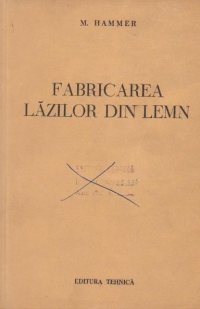 M. HAMMER
FABRICAREA
LĂZILOR DIN LEMN
EDITURA TEHNICĂ